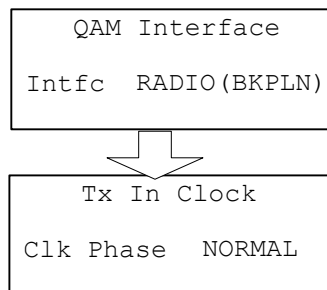 QAM Interface
Intfc RADIO(BKPLN)
Tx In Clock
Clk Phase NORMAL